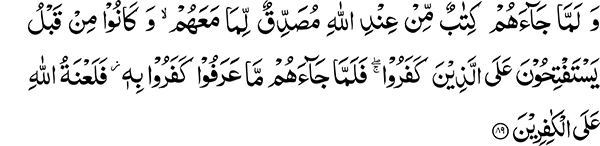 وَ لَمَّا جَآءَهُمْ كِتٰبٌ مِّنْ عِنْدِ اللّٰهِ مُصَدِّقٌ لِّمَا مَعَهُمْ ۙ وَ كَانُوْا مِنْ قَبْلُ
يَسْتَفْتِحُوْنَ عَلَى الَّذِيْنَ كَفَرُوْا ۚ فَلَمَّا جَآءَهُمْ مَّا عَرَفُوْا كَفَرُوْا بِهٖ ؗ فَلَعْنَةُ اللّٰهِ
عَلَى الْكٰفِرِيْنَ ۝۸۹